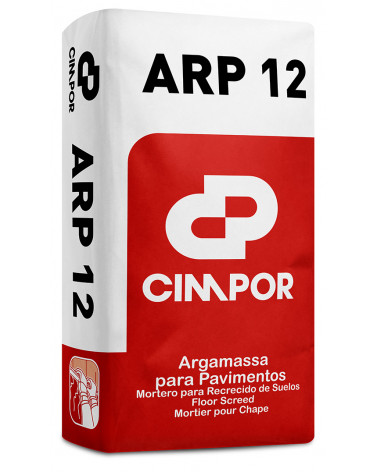 ARP 12
CIMPOR
Argamassa
para Pavimentos
Mortero para Recrecido de Suelos
Floor Screed
Mortier pour Chape
CIMPOR
ARP 12